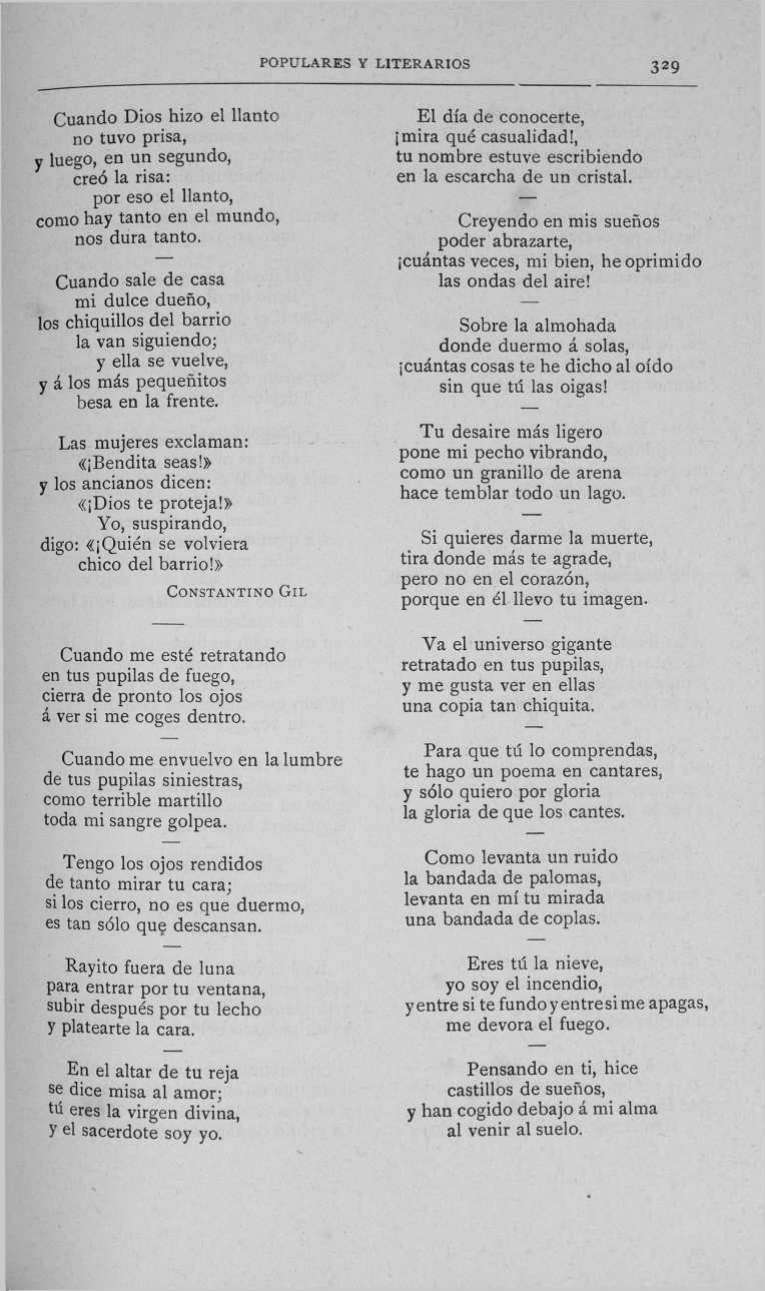 POPULARES Y LITERARIOS 329
Cuando Dios hizo el llanto
no tuvo prisa,
y luego, en un segundo,
creó la risa:
por eso el llanto,
como hay tanto en el mundo,
nos dura tanto.
—
Cuando sale de casa
mi dulce dueño,
los chiquillos del barrio
la van siguiendo;
y ella se vuelve,
y á los más pequeñitos
besa en la frente.
Las mujeres exclaman:
«¡Bendita seas!»
y los ancianos dicen:
«¡Dios te proteja!»
Yo, suspirando,
digo: «¡Quién se volviera
chico del barrio!»
CONSTANTINO GIL
—
Cuando me esté retratando
en tus pupilas de fuego,
cierra de pronto los ojos
á ver si me coges dentro.
—
Cuando me envuelvo en la lumbre
de tus pupilas siniestras,
como terrible martillo
toda mi sangre golpea.
—
Tengo los ojos rendidos
de tanto mirar tu cara;
si los cierro, no es que duermo,
es tan sólo que descansan.
—
Rayito fuera de luna
para entrar por tu ventana,
subir después por tu lecho
y platearte la cara.
—
En el altar de tu reja
se dice misa al amor;
tú eres la virgen divina,
y el sacerdote soy yo.
El día de conocerte,
¡mira qué casualidad!,
tu nombre estuve escribiendo
en la escarcha de un cristal.
—
Creyendo en mis sueños
poder abrazarte,
¡cuántas veces, mi bien, he oprimido
las ondas del aire!
—
Sobre la almohada
donde duermo á solas,
¡cuántas cosas te he dicho al oído
sin que tú las oigas!
—
Tu desaire más ligero
pone mi pecho vibrando,
como un granillo de arena
hace temblar todo un lago.
—
Si quieres darme la muerte,
tira donde más te agrade,
pero no en el corazón,
porque en él llevo tu imagen.
—
Va el universo gigante
retratado en tus pupilas,
y me gusta ver en ellas
una copia tan chiquita.
—
Para que tú lo comprendas,
te hago un poema en cantares,
y sólo quiero por gloria
la gloria de que los cantes.
—
Como levanta un ruido
la bandada de palomas,
levanta en mí tu mirada
una bandada de coplas.
—
Eres tú la nieve,
yo soy el incendio,
y entre si te fundo y entre si me apagas,
me devora el fuego.
—
Pensando en ti, hice
castillos de sueños,
y han cogido debajo á mi alma
al venir al suelo.